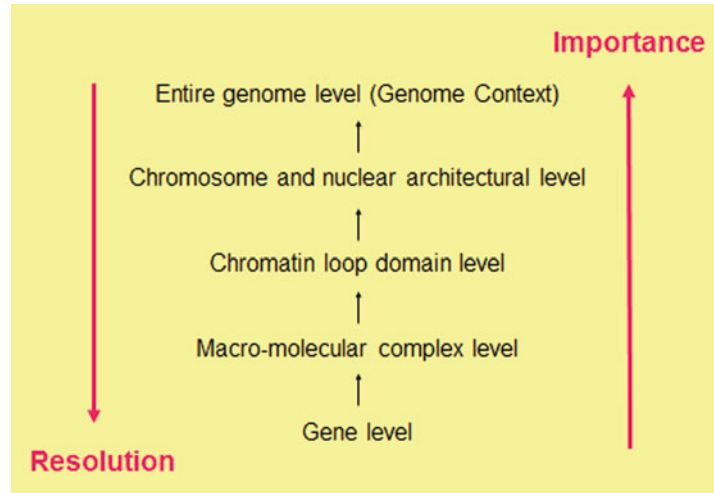 Importance
Entire genome level (Genome Context)
Chromosome and nuclear architectural level
Chromatin loop domain level
Macro-molecular complex level
Gene level
Resolution